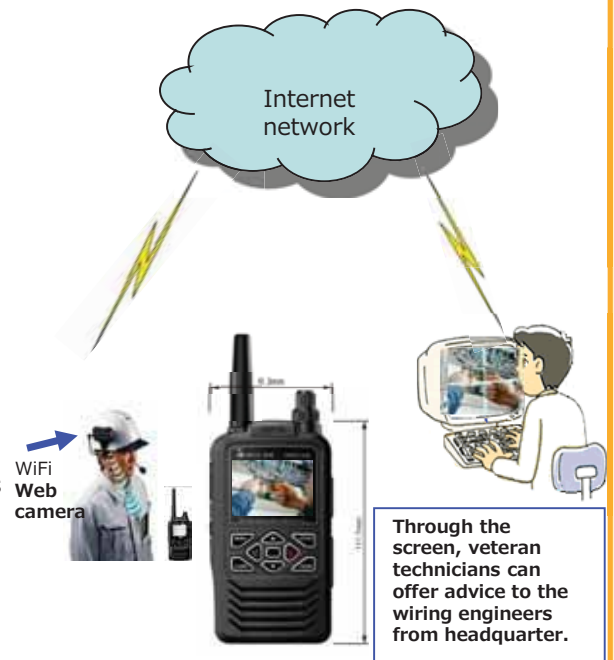 Internet
network
WiFi
Web
camera
Through the
screen, veteran
technicians can
offer advice to the
wiring engineers
from headquarter.